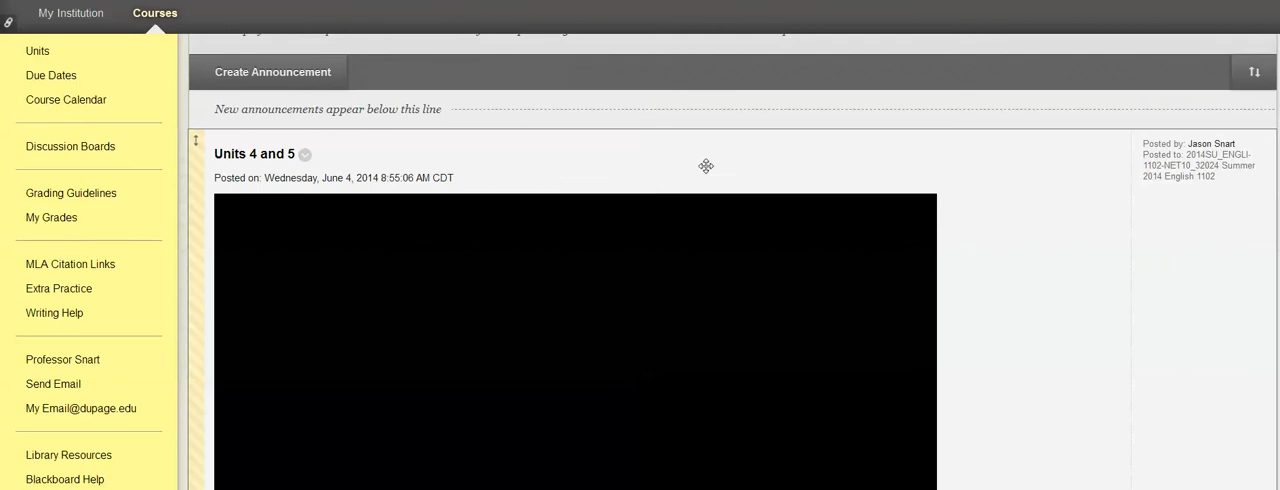 My Institution
Courses
Units
Due Dates
Course Calendar
Discussion Boards
Grading Guidelines
My Grades
MLA Citation Links
Extra Practice
Writing Help
Professor Snart
Send Email
My Email@dupage.edu
Library Resources
Blackboard Help
Create Announcement
New announcements appear below this line
Units 4 and 5
Posted on: Wednesday, June 4, 2014 8:55:06 AM CDT
Posted by: Jason Snart
Posted to: 2014SU_ENGLI-
1102-NET10_32024 Summer
2014 English 1102